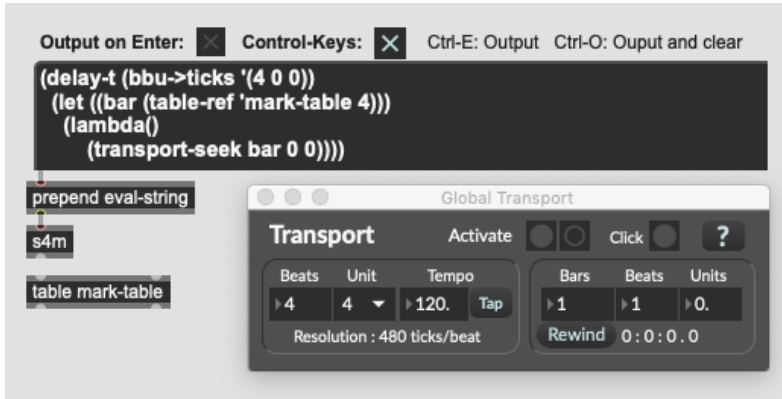 Output on Enter: Control-Keys: Ctrl-E: Output Ctrl-O: Ouput and clear
(delay-t (bbu->ticks '(4 0 0))
(let ((bar (table-ref 'mark-table 4)))
(lambda()
(transport-seek bar 0 0))))
prepend eval-string
s4m
table mark-table
Global Transport
Transport Activate Click ?
Beats Unit Tempo
4 4 120. Tap
Resolution : 480 ticks/beat
Bars Beats Units
1 1 0.
Rewind 0:0:0.0